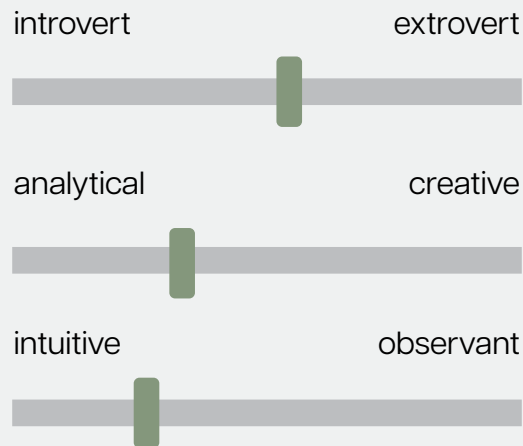 introvert extrovert
analytical creative
intuitive observant